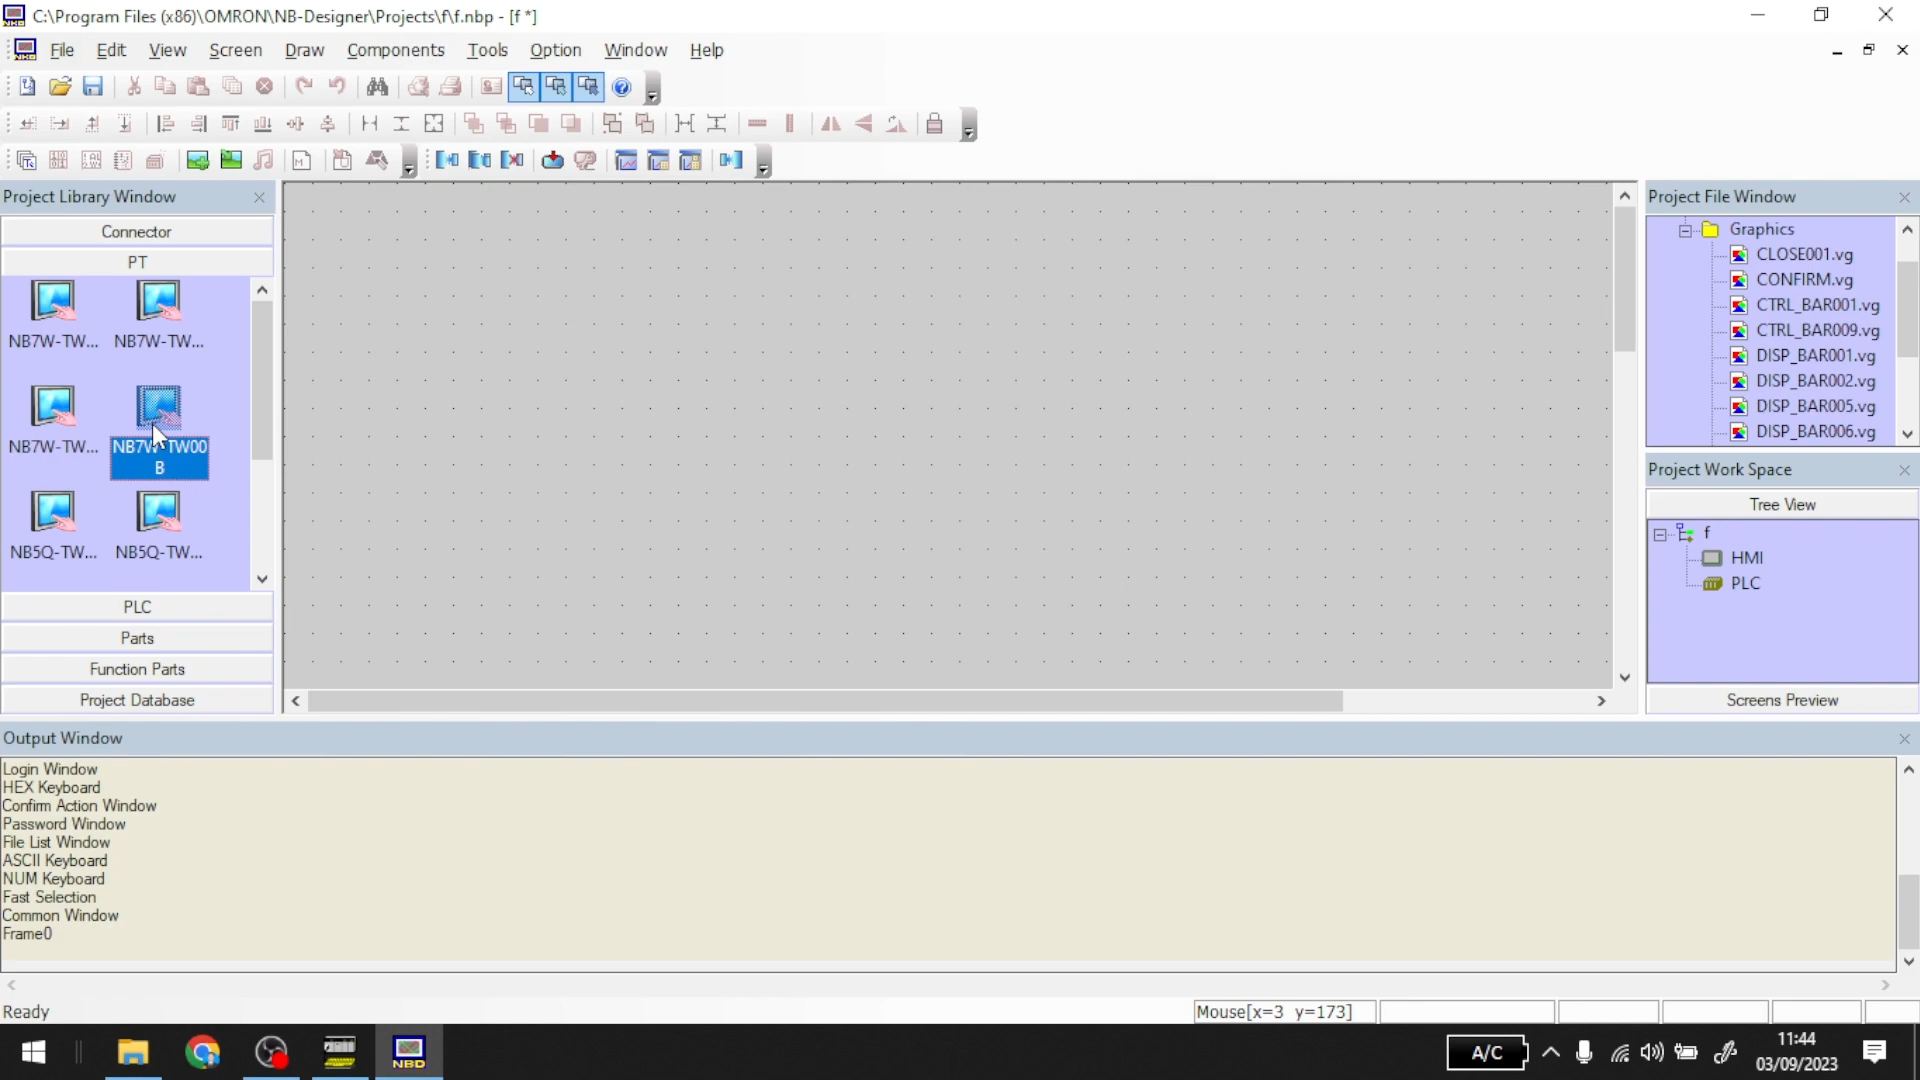 C:\Program Files (x86)\OMRON\NB-Designer\Projects\f\f.nbp - [f *]
File Edit View Screen Draw Components Tools Option Window Help
Project Library Window
Connector
PT
NB7W-TW... NB7W-TW...
NB7W-TW... NB7W-TW00
B
NB5Q-TW... NB5Q-TW...
PLC
Parts
Function Parts
Project Database
Project File Window
Graphics
CLOSE001.vg
CONFIRM.vg
CTRL_BAR001.vg
CTRL_BAR009.vg
DISP_BAR001.vg
DISP_BAR002.vg
DISP_BAR005.vg
DISP_BAR006.vg
Project Work Space
Tree View
f
HMI
PLC
Screens Preview
Output Window
Login Window
HEX Keyboard
Confirm Action Window
Password Window
File List Window
ASCII Keyboard
NUM Keyboard
Fast Selection
Common Window
Frame0
Ready
Mouse[x=3 y=173]
NBD
A/C
11:44
03/09/2023